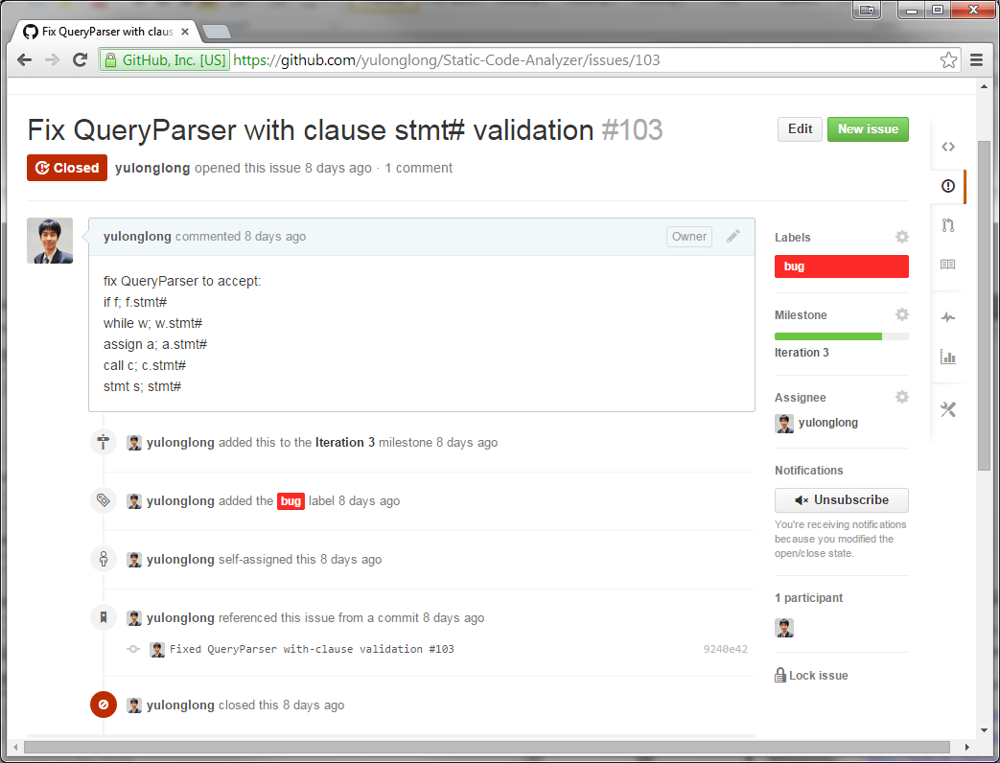 Fix QueryParser with claus
GitHub, Inc. [US] https://github.com/yulonglong/Static-Code-Analyzer/issues/103
Fix QueryParser with clause stmt# validation #103
Edit
New issue
Closed
yulonglong opened this issue 8 days ago · 1 comment
yulonglong commented 8 days ago
Owner
fix QueryParser to accept:
if f; f.stmt#
while w; w.stmt#
assign a; a.stmt#
call c; c.stmt#
stmt s; stmt#
yulonglong added this to the Iteration 3 milestone 8 days ago
yulonglong added the bug label 8 days ago
yulonglong self-assigned this 8 days ago
yulonglong referenced this issue from a commit 8 days ago
Fixed QueryParser with-clause validation #103 9240e42
yulonglong closed this 8 days ago
Labels
bug
Milestone
Iteration 3
Assignee
yulonglong
Notifications
Unsubscribe
You're receiving notifications
because you modified the
open/close state.
1 participant
Lock issue